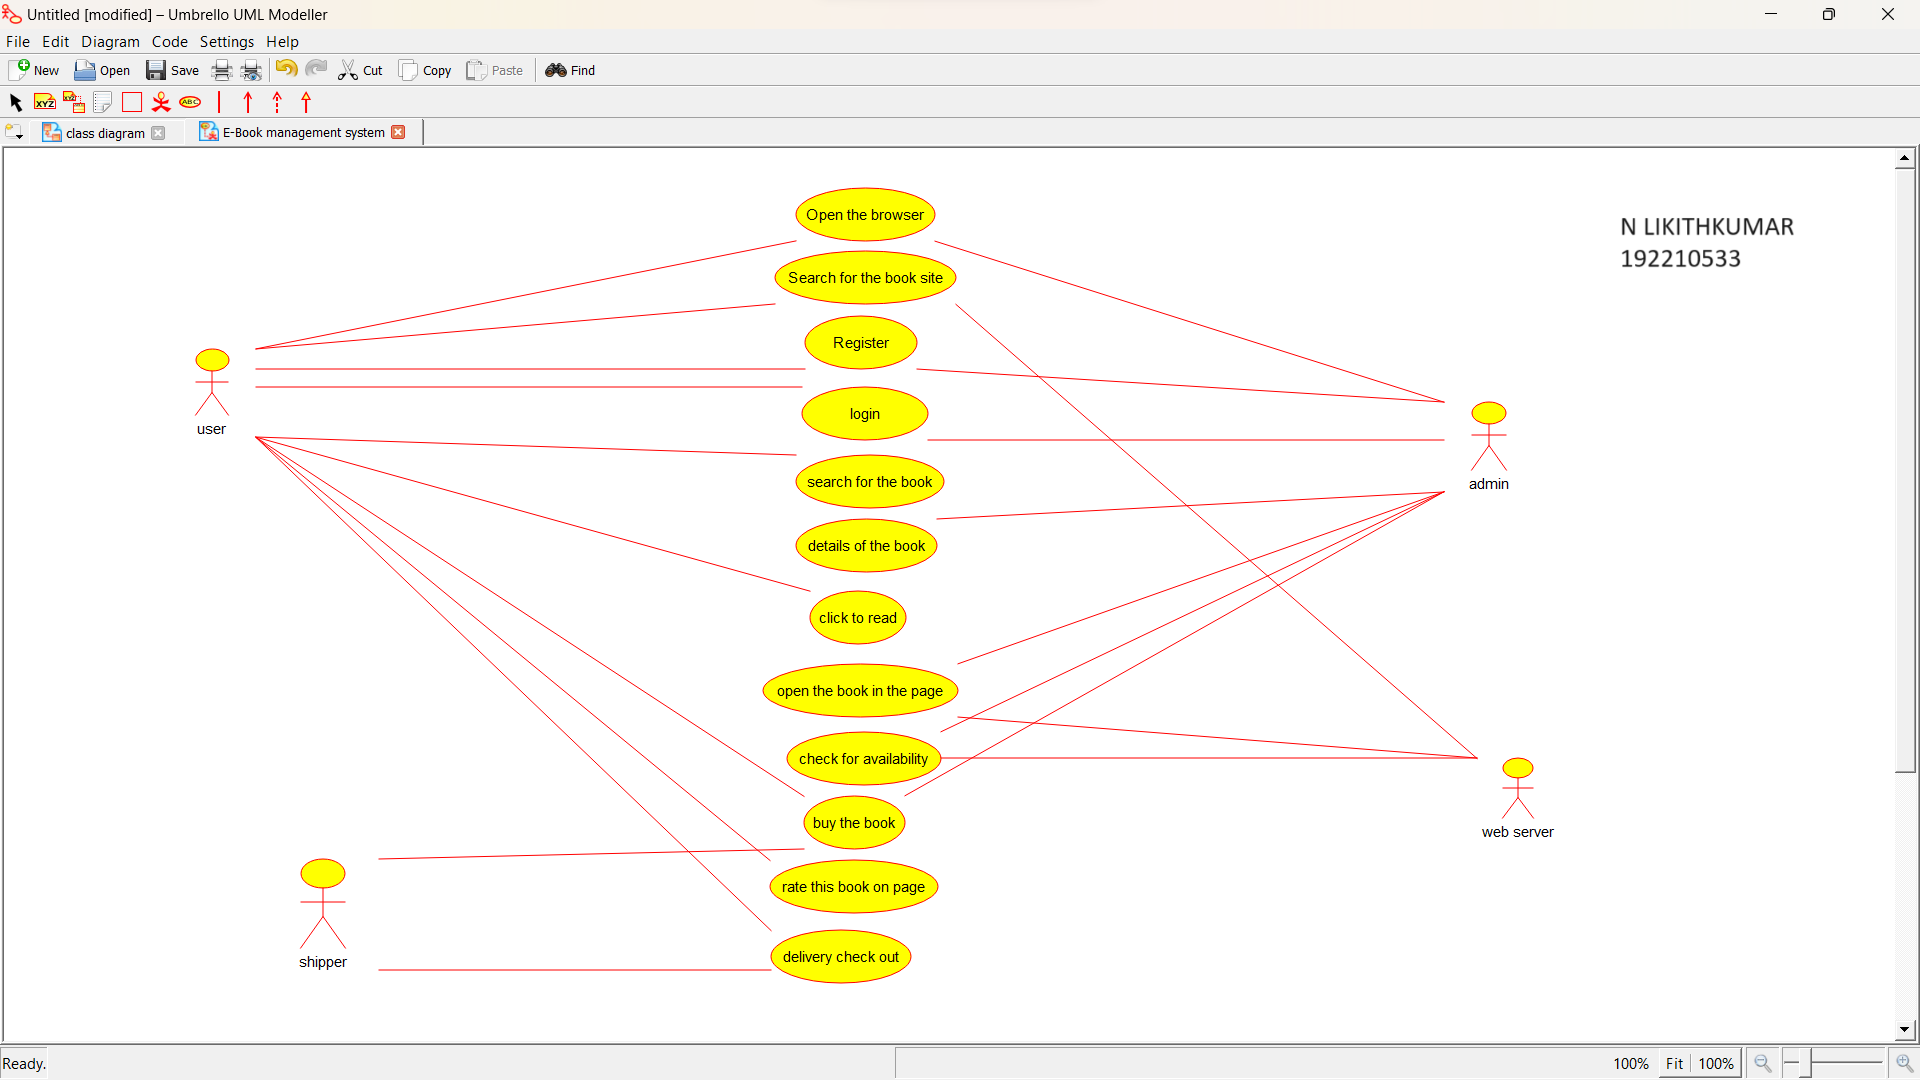 Untitled [modified] – Umbrello UML Modeller
File Edit Diagram Code Settings Help
New Open Save Cut Copy Paste Find
XYZ XYZ ABC
class diagram E-Book management system
Open the browser
N LIKITHKUMAR
192210533
Search for the book site
Register
user
login
search for the book
admin
details of the book
click to read
open the book in the page
check for availability
buy the book
web server
rate this book on page
shipper
delivery check out
Ready. 100% Fit 100%